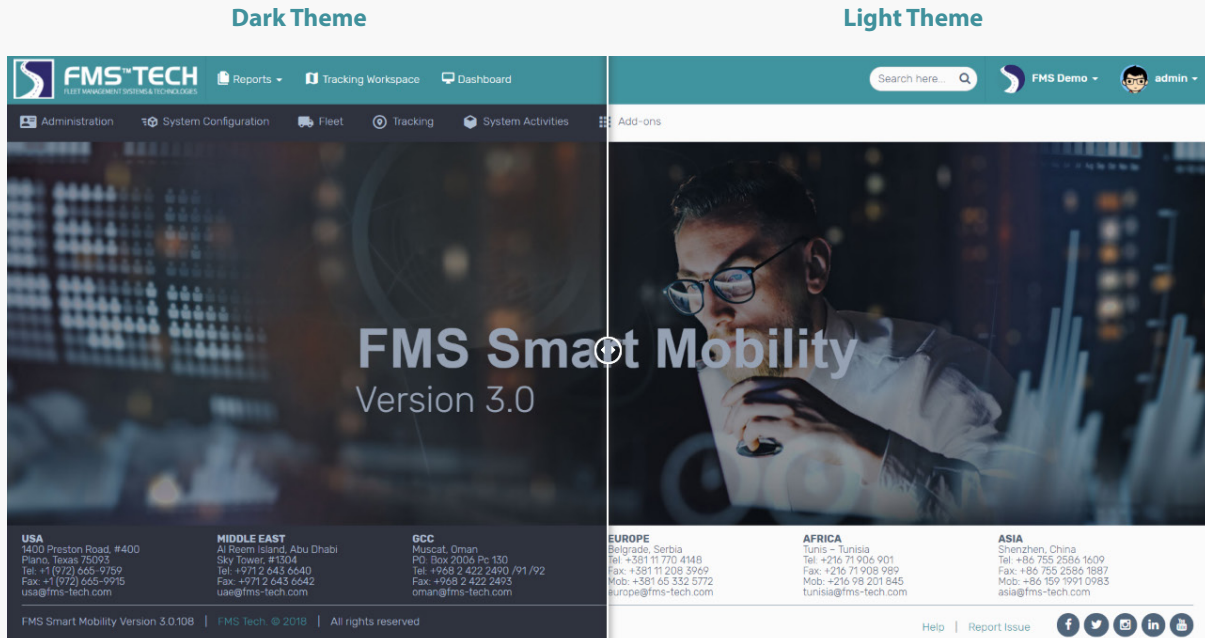 Dark Theme
Light Theme
FMS™TECH
FLEET MANAGEMENT SYSTEMS & TECHNOLOGIES
Reports
Tracking Workspace
Dashboard
Search here...
FMS Demo
admin
Administration
System Configuration
Fleet
Tracking
System Activities
Add-ons
FMS Smart Mobility
Version 3.0
USA
1400 Preston Road, #400
Plano, Texas 75093
Tel: +1 (972) 665-9759
Fax: +1 (972) 665-9915
usa@fms-tech.com
MIDDLE EAST
Al Reem Island, Abu Dhabi
Sky Tower, #1304
Tel: +971 2 643 6640
Fax: +971 2 643 6642
uae@fms-tech.com
GCC
Muscat, Oman
PO. Box 2006 Pc 130
Tel: +968 2 422 2490 /91 /92
Fax: +968 2 422 2493
oman@fms-tech.com
EUROPE
Belgrade, Serbia
Tel: +381 11 770 4148
Fax: +381 11 208 3969
Mob: +381 65 332 5772
europe@fms-tech.com
AFRICA
Tunis – Tunisia
Tel: +216 71 906 901
Fax: +216 71 908 989
Mob: +216 98 201 845
tunisia@fms-tech.com
ASIA
Shenzhen, China
Tel: +86 755 2586 1609
Fax: +86 755 2586 1887
Mob: +86 159 1991 0983
asia@fms-tech.com
FMS Smart Mobility Version 3.0.108 | FMS Tech. © 2018 | All rights reserved
Help | Report Issue